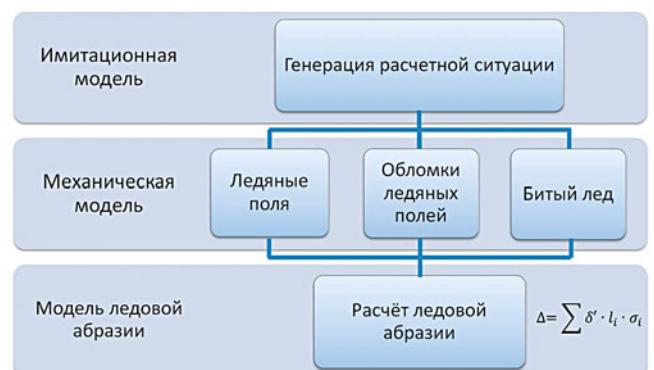 Имитационная
модель
Генерация расчетной ситуации
Механическая
модель
Ледяные
поля
Обломки
ледяных
полей
Битый лед
Модель ледовой
абразии
Расчёт ледовой
абразии
Δ= ∑ δ′ · lᵢ · σᵢ